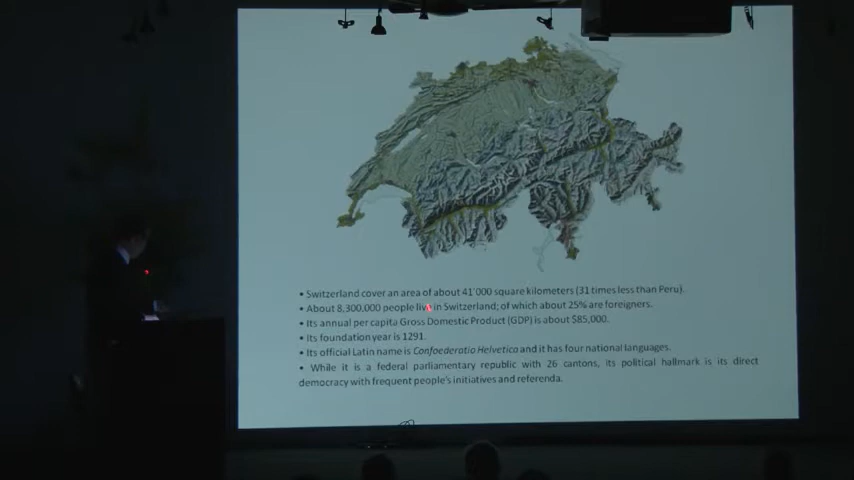 • Switzerland cover an area of about 41'000 square kilometers (31 times less than Peru).
• About 8,300,000 people live in Switzerland; of which about 25% are foreigners.
• Its annual per capita Gross Domestic Product (GDP) is about $85,000.
• Its foundation year is 1291.
• Its official Latin name is Confoederatio Helvetica and it has four national languages.
• While it is a federal parliamentary republic with 26 cantons, its political hallmark is its direct
democracy with frequent people's initiatives and referenda.